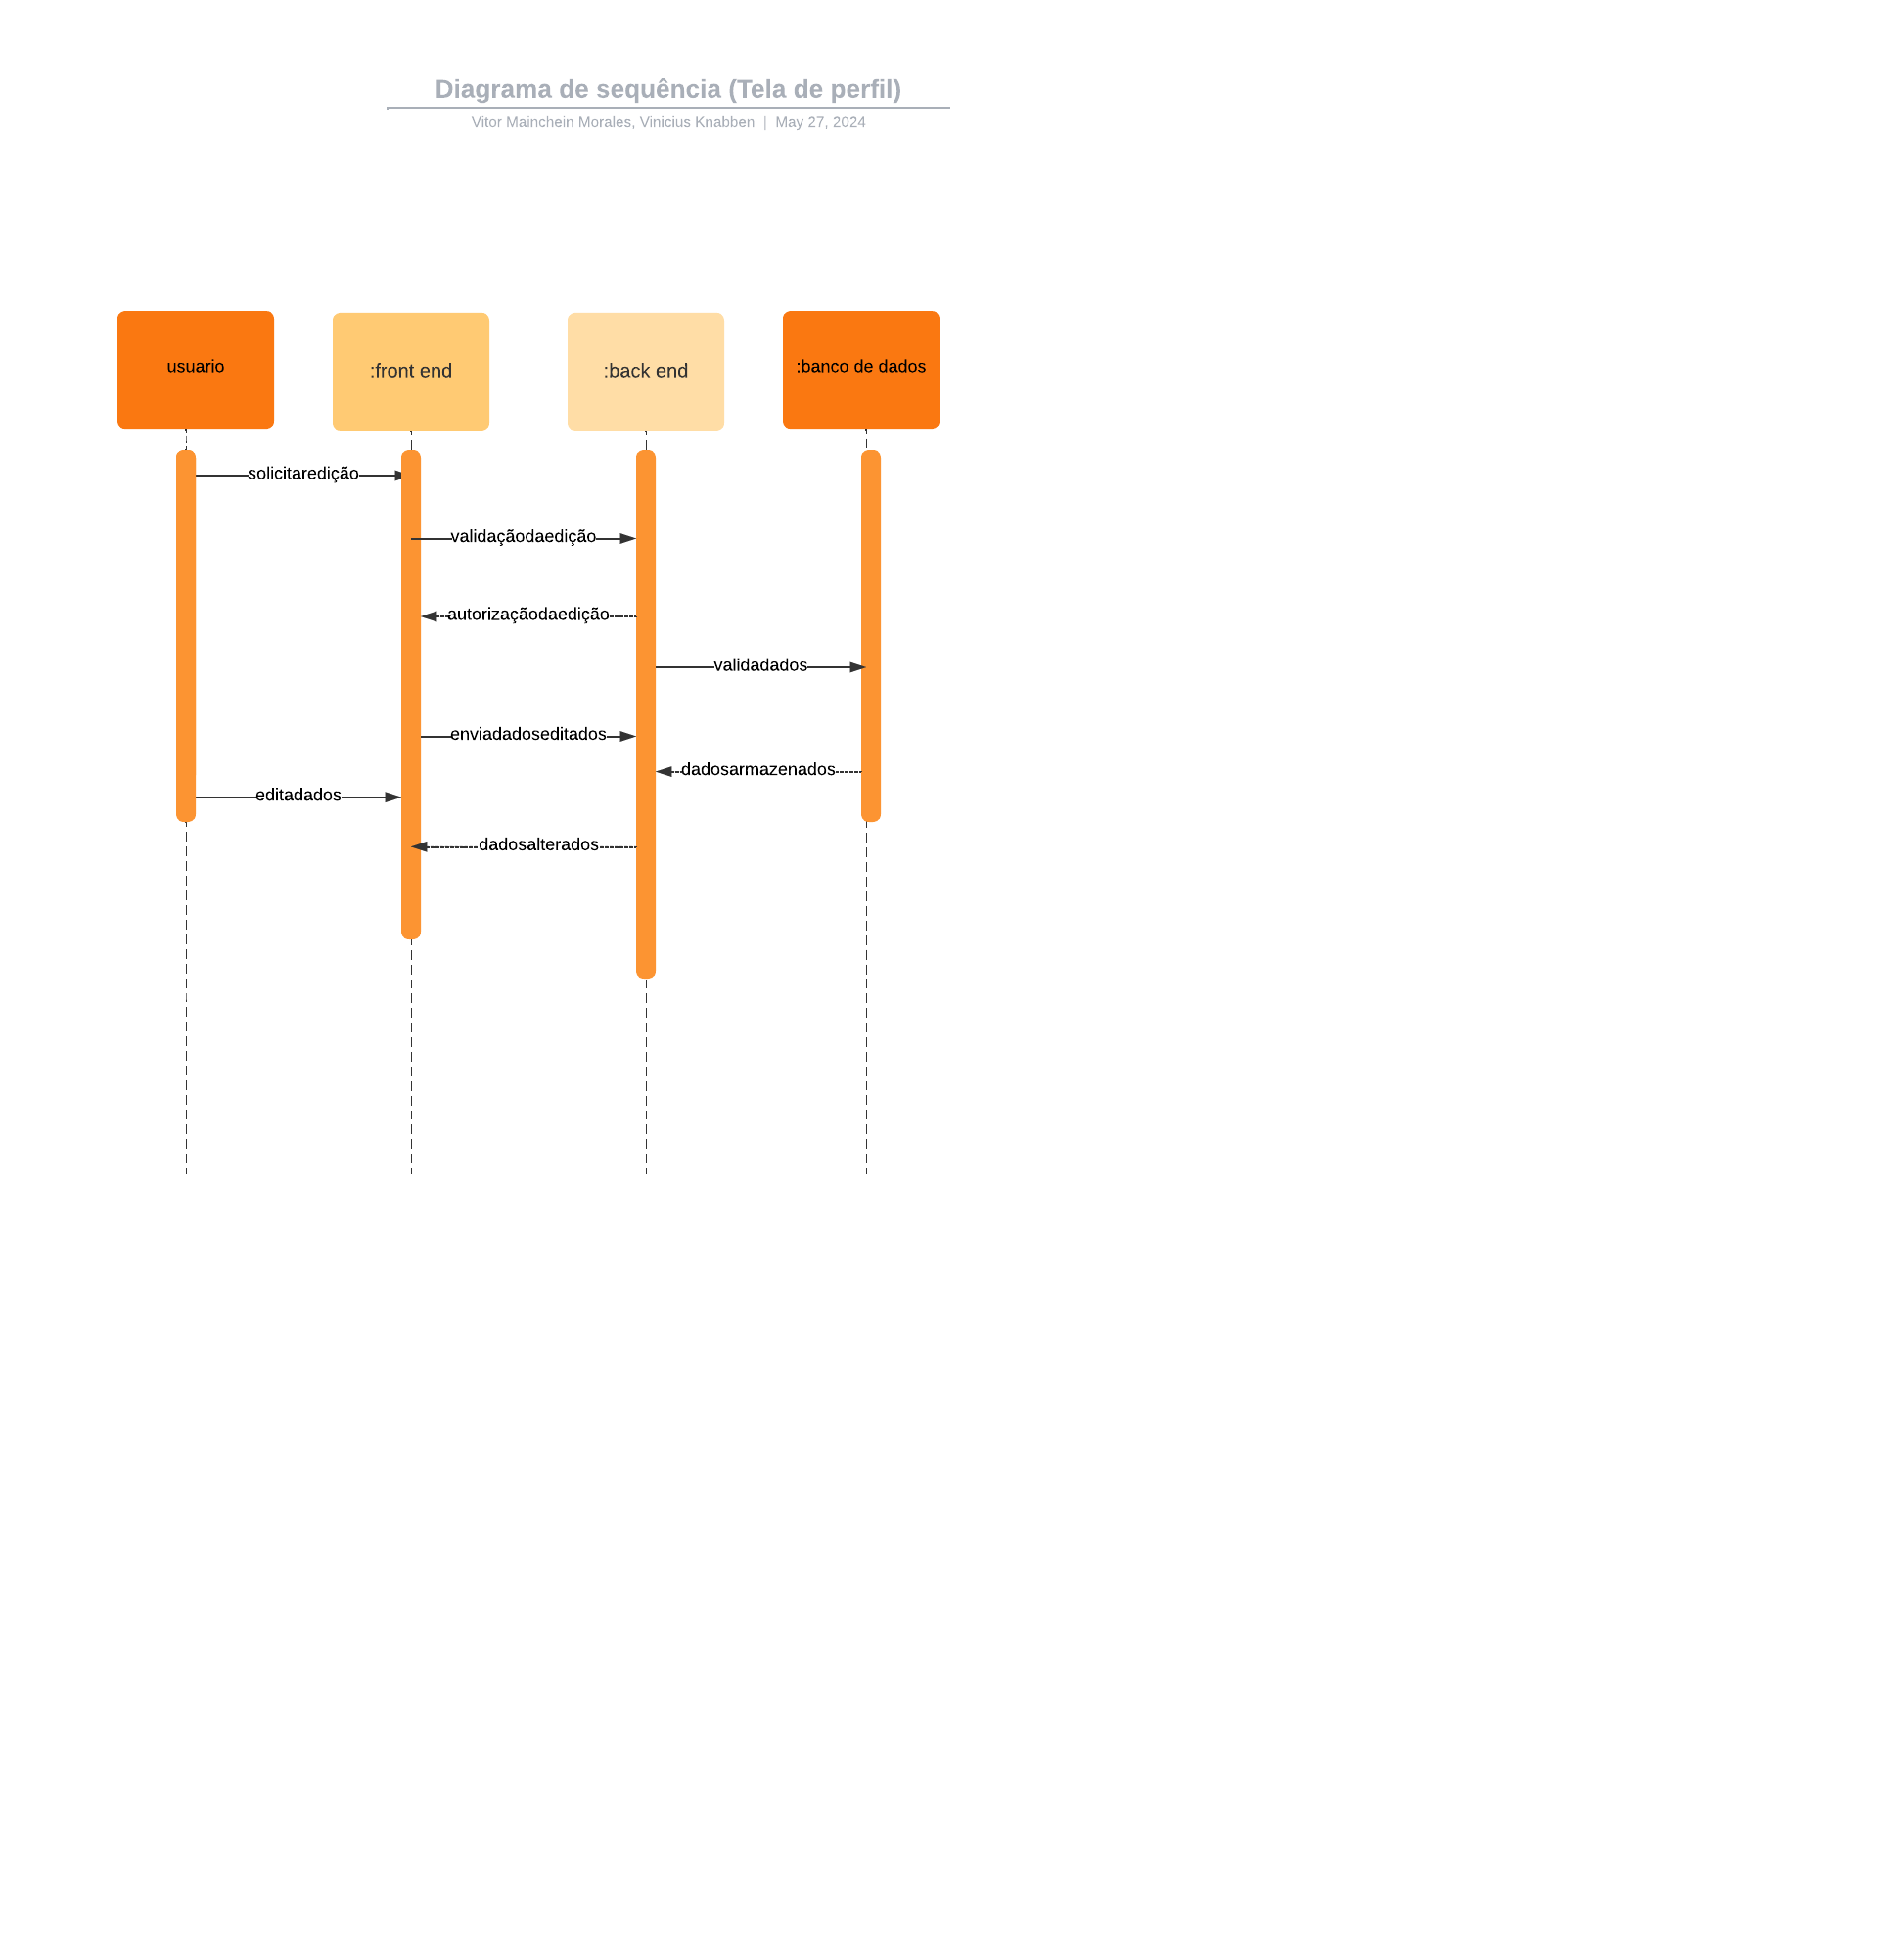 Diagrama de sequência (Tela de perfil)
Vitor Mainchein Morales, Vinicius Knabben | May 27, 2024
usuario
:front end
:back end
:banco de dados
solicitaredição
validaçãodaedição
autorizaçãodaedição
validadados
enviadadoseditados
dadosarmazenados
editadados
dadosalterados